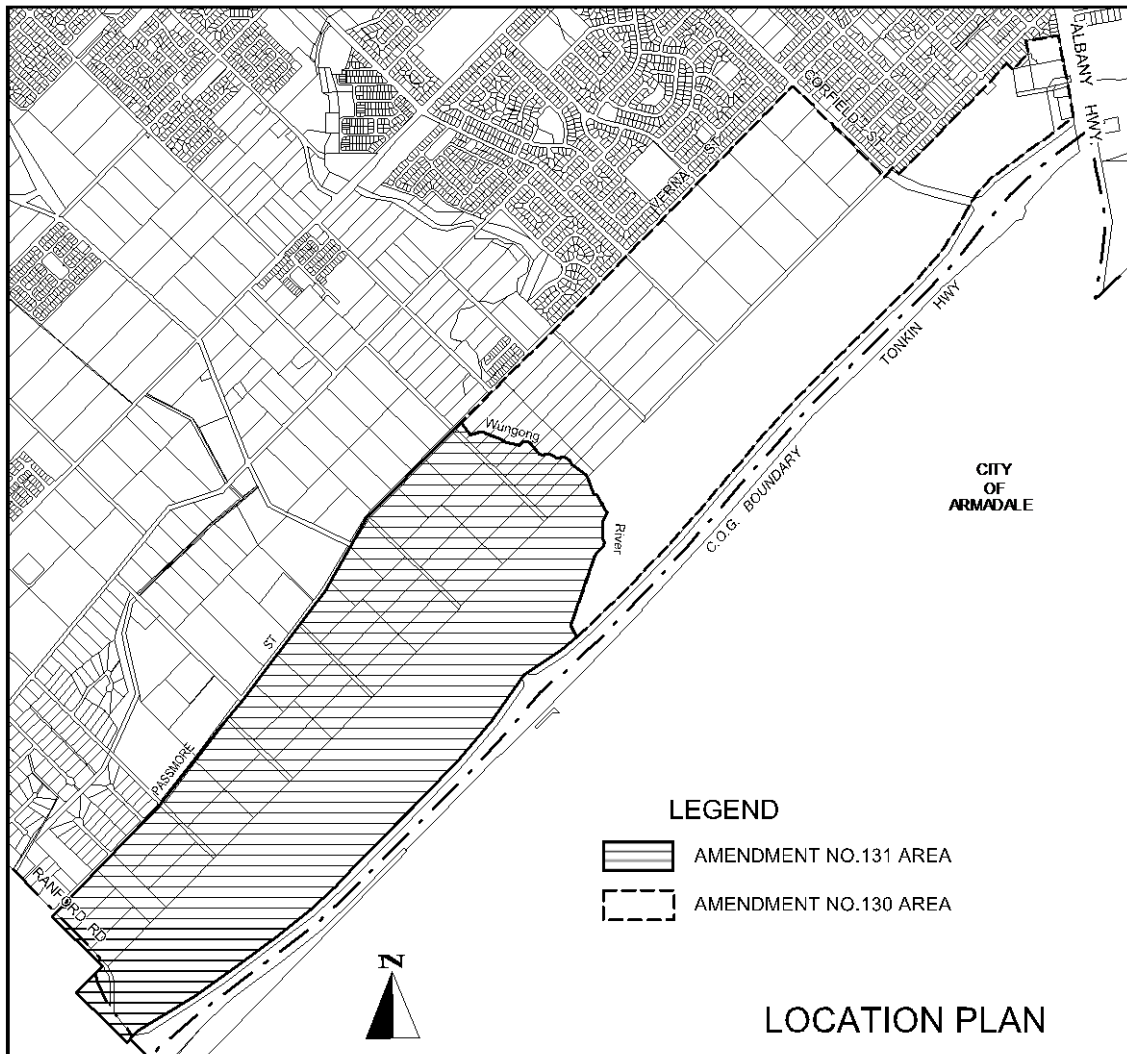 ALBANY HWY.
CORFIELD ST
VERNA ST
TONKIN HWY
Wungong
River
C.O.G. BOUNDARY
CITY
OF
ARMADALE
PASSMORE ST
RANFORD RD
LEGEND
AMENDMENT NO.131 AREA
AMENDMENT NO.130 AREA
N
LOCATION PLAN